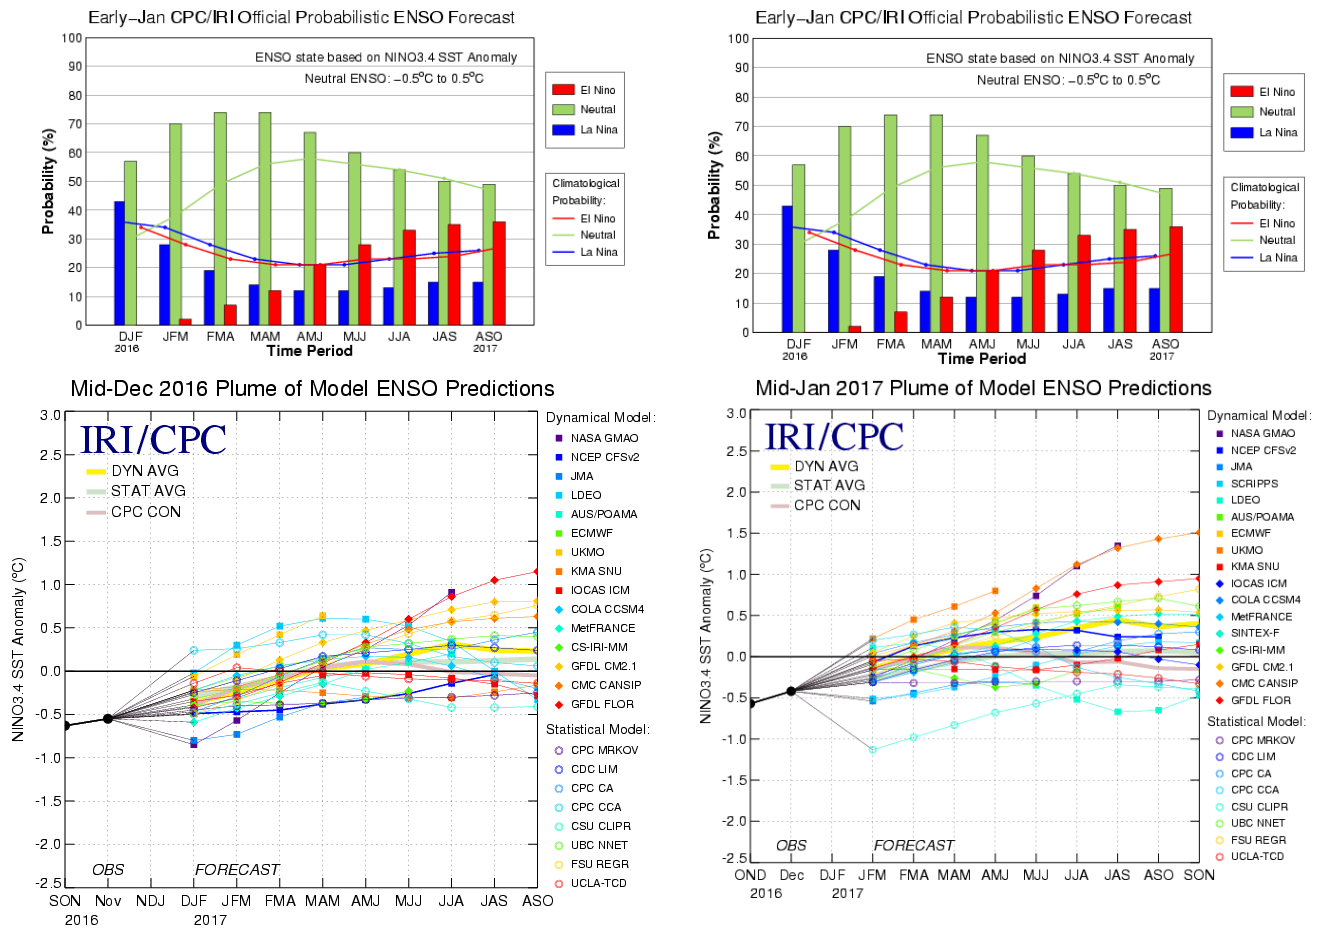 Early-Jan CPC/IRI Official Probabilistic ENSO Forecast
100
90
80
70
60
50
40
30
20
10
0
Probability (%)
ENSO state based on NINO3.4 SST Anomaly
Neutral ENSO: -0.5ºC to 0.5ºC
DJF JFM FMA MAM AMJ MJJ JJA JAS ASO
2016 2017
Time Period
El Nino
Neutral
La Nina
Climatological
Probability:
El Nino
Neutral
La Nina
Early-Jan CPC/IRI Official Probabilistic ENSO Forecast
100
90
80
70
60
50
40
30
20
10
0
Probability (%)
ENSO state based on NINO3.4 SST Anomaly
Neutral ENSO: -0.5ºC to 0.5ºC
DJF JFM FMA MAM AMJ MJJ JJA JAS ASO
2016 2017
Time Period
El Nino
Neutral
La Nina
Climatological
Probability:
El Nino
Neutral
La Nina
Mid-Dec 2016 Plume of Model ENSO Predictions
3.0
2.5
2.0
1.5
1.0
0.5
0.0
-0.5
-1.0
-1.5
-2.0
-2.5
NINO3.4 SST Anomaly (ºC)
IRI/CPC
DYN AVG
STAT AVG
CPC CON
OBS FORECAST
SON Nov NDJ DJF JFM FMA MAM AMJ MJJ JJA JAS ASO
2016 2017
Dynamical Model:
NASA GMAO
NCEP CFSv2
JMA
LDEO
AUS/POAMA
ECMWF
UKMO
KMA SNU
IOCAS ICM
COLA CCSM4
MetFRANCE
CS-IRI-MM
GFDL CM2.1
CMC CANSIP
GFDL FLOR
Statistical Model:
CPC MRKOV
CDC LIM
CPC CA
CPC CCA
CSU CLIPR
UBC NNET
FSU REGR
UCLA-TCD
Mid-Jan 2017 Plume of Model ENSO Predictions
3.0
2.5
2.0
1.5
1.0
0.5
0.0
-0.5
-1.0
-1.5
-2.0
-2.5
NINO3.4 SST Anomaly (ºC)
IRI/CPC
DYN AVG
STAT AVG
CPC CON
OBS FORECAST
OND Dec DJF JFM FMA MAM AMJ MJJ JJA JAS ASO SON
2016 2017
Dynamical Model:
NASA GMAO
NCEP CFSv2
JMA
SCRIPPS
LDEO
AUS/POAMA
ECMWF
UKMO
KMA SNU
IOCAS ICM
COLA CCSM4
MetFRANCE
SINTEX-F
CS-IRI-MM
GFDL CM2.1
CMC CANSIP
GFDL FLOR
Statistical Model:
CPC MRKOV
CDC LIM
CPC CA
CPC CCA
CSU CLIPR
UBC NNET
FSU REGR
UCLA-TCD